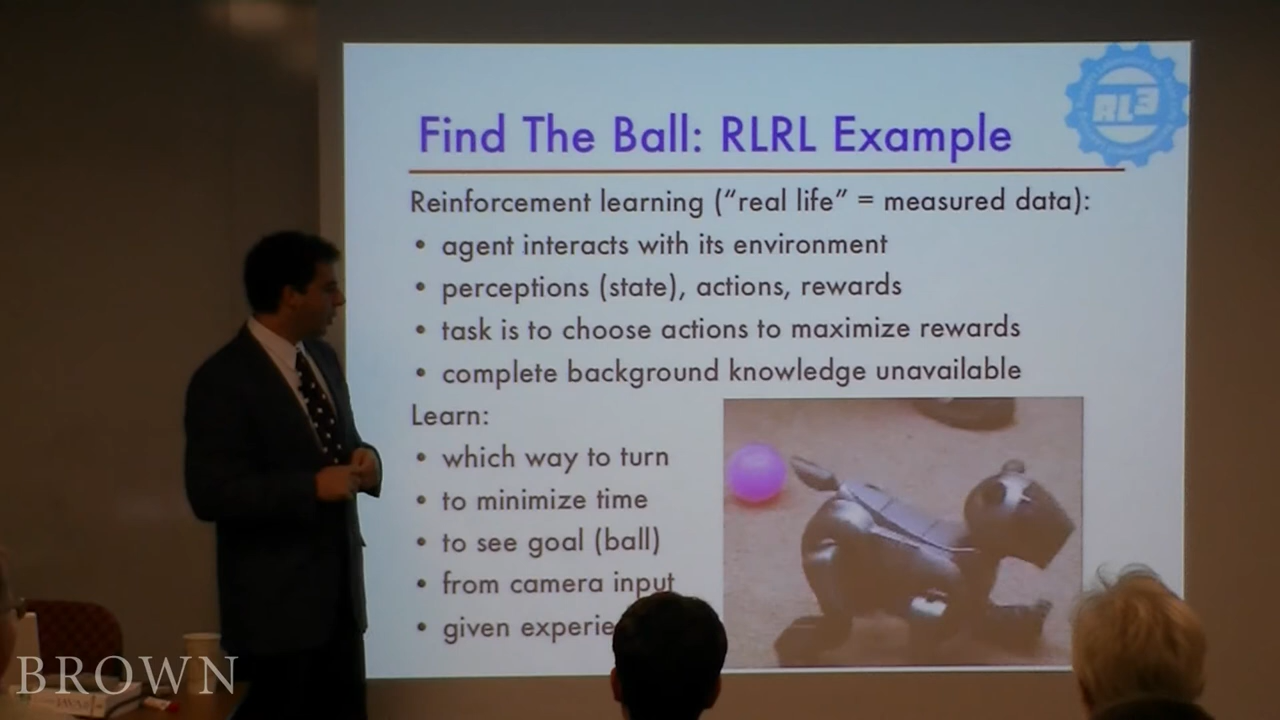 Find The Ball: RLRL Example
RL3
Reinforcement learning ("real life" = measured data):
• agent interacts with its environment
• perceptions (state), actions, rewards
• task is to choose actions to maximize rewards
• complete background knowledge unavailable
Learn:
• which way to turn
• to minimize time
• to see goal (ball)
• from camera input
• given
BROWN